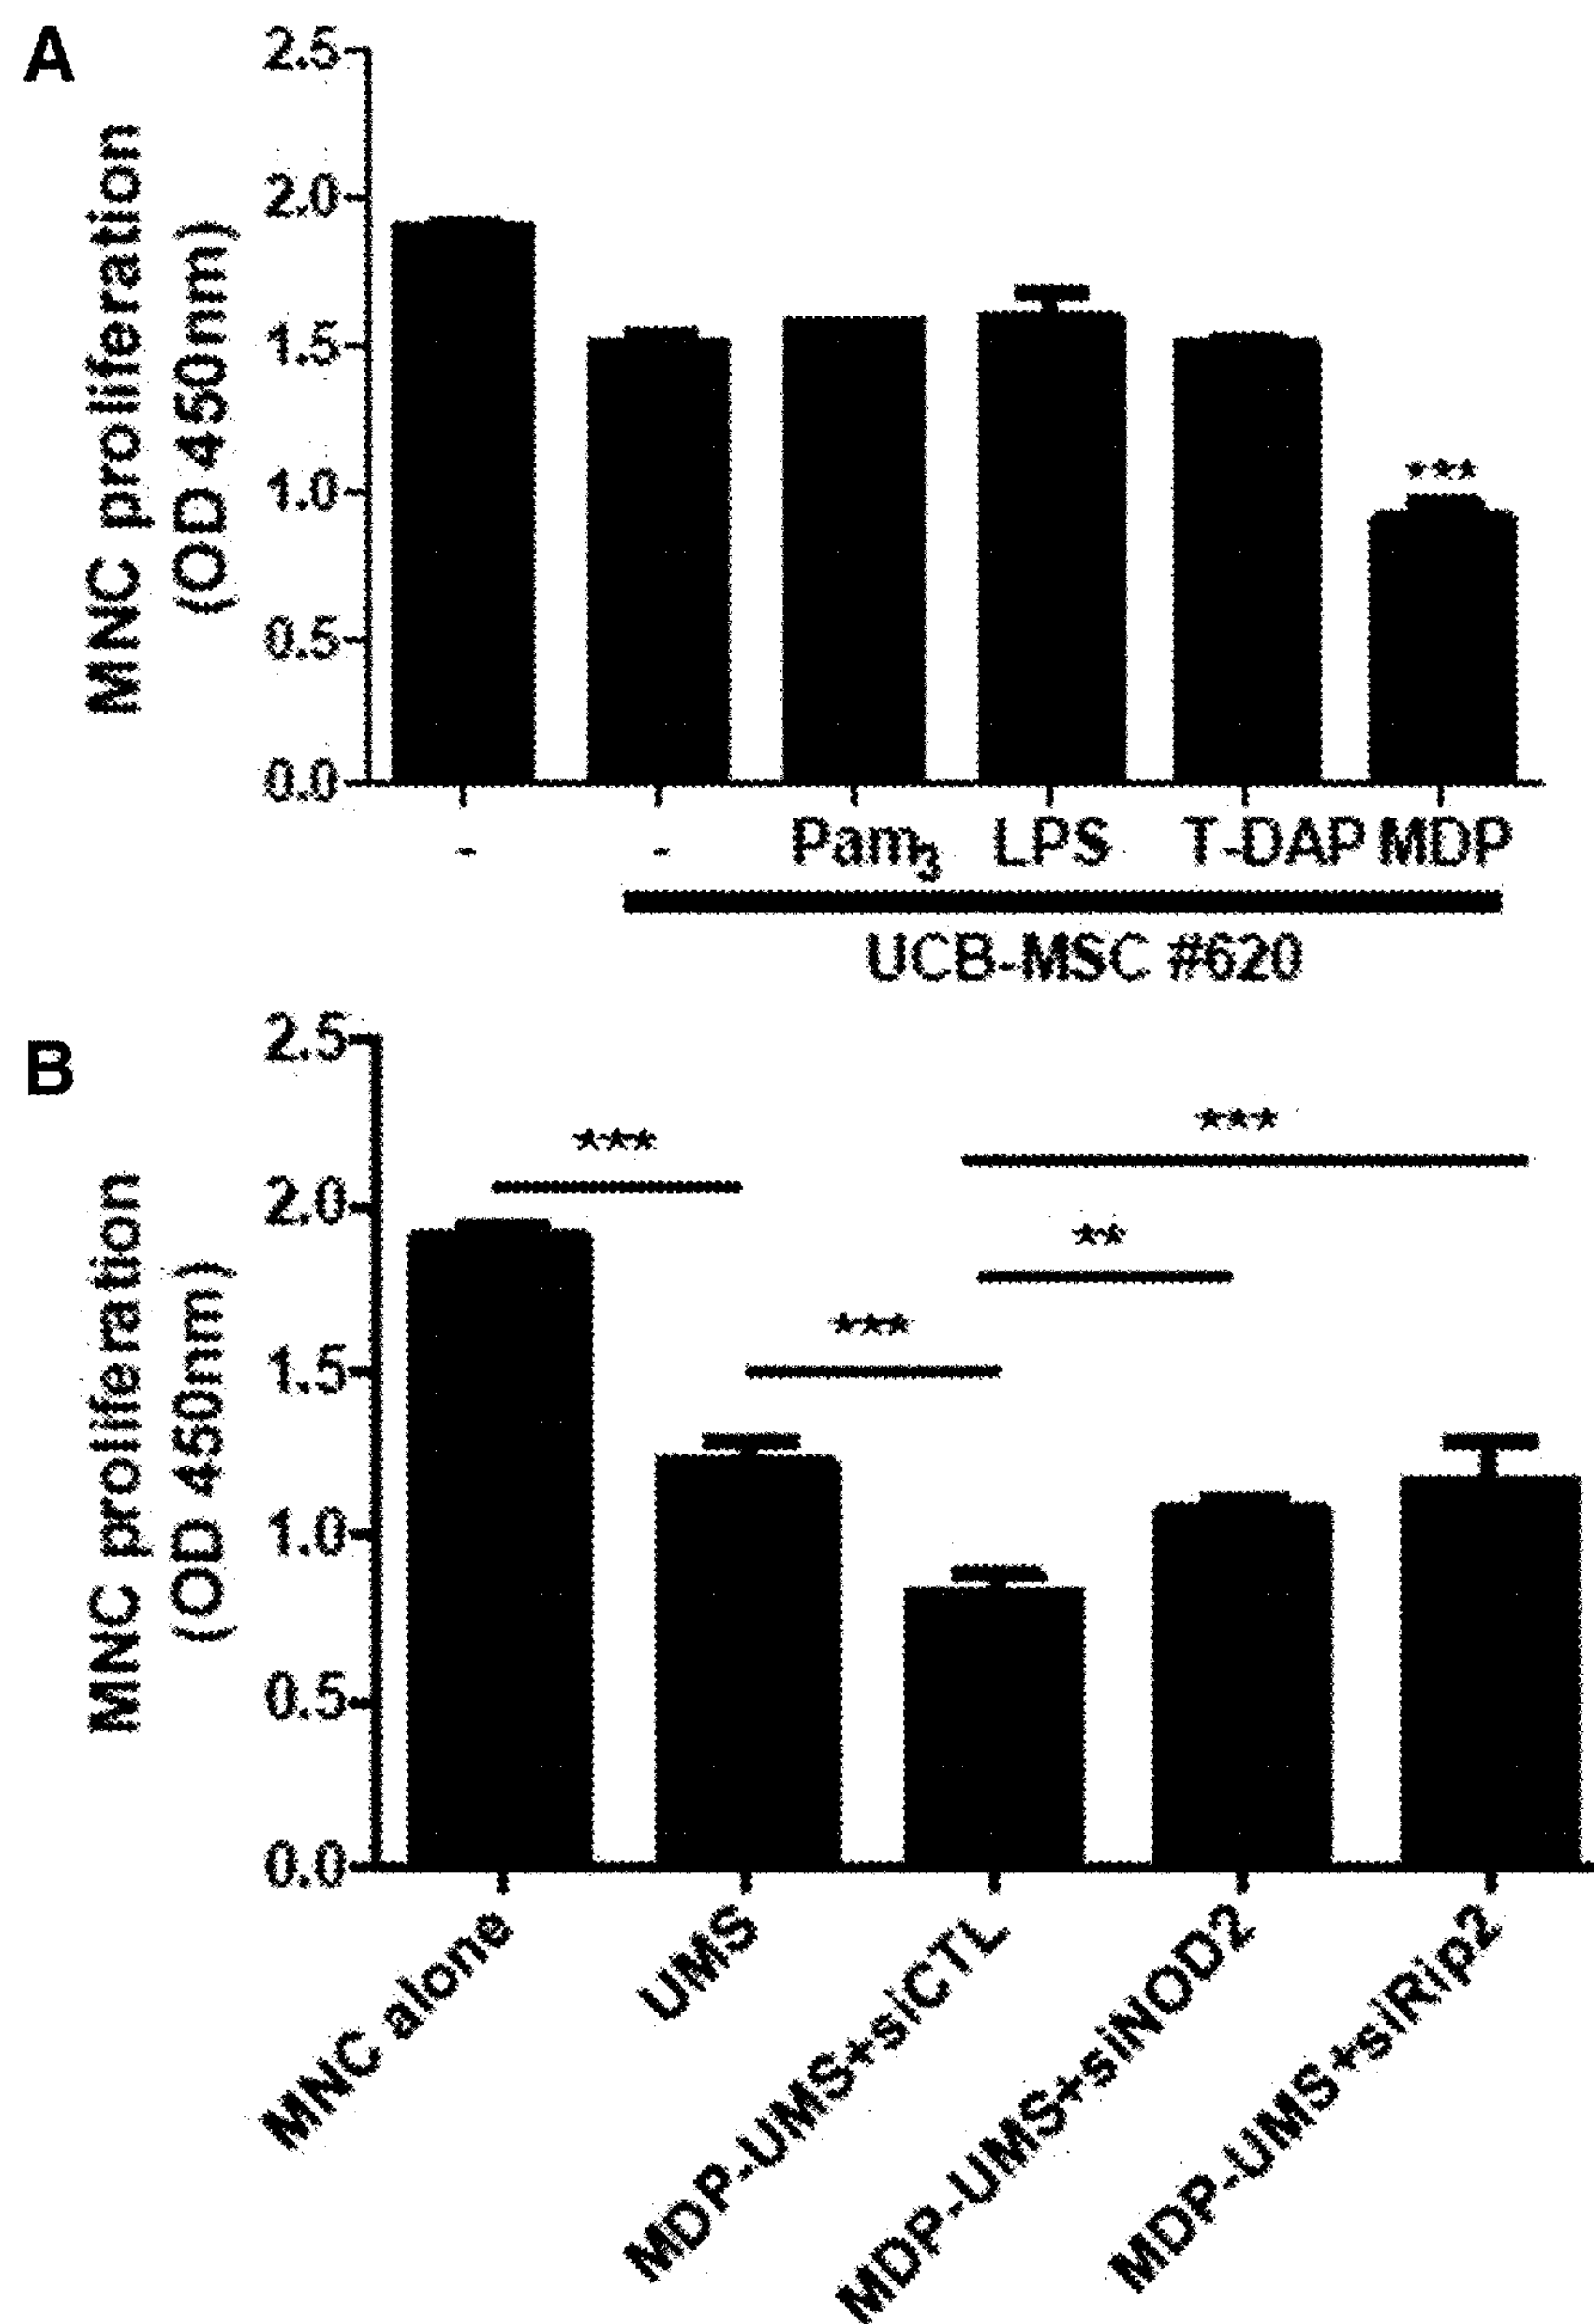 A
MNC proliferation
(OD 450nm)
2.5
2.0
1.5
1.0
0.5
0.0
- - Pam3 LPS T-DAP MDP
***
UCB-MSC #620
B
MNC proliferation
(OD 450nm)
2.5
2.0
1.5
1.0
0.5
0.0
***
***
**
***
MNC alone
UMS
MDP-UMS+siCTL
MDP-UMS+siNOD2
MDP-UMS+siRip2